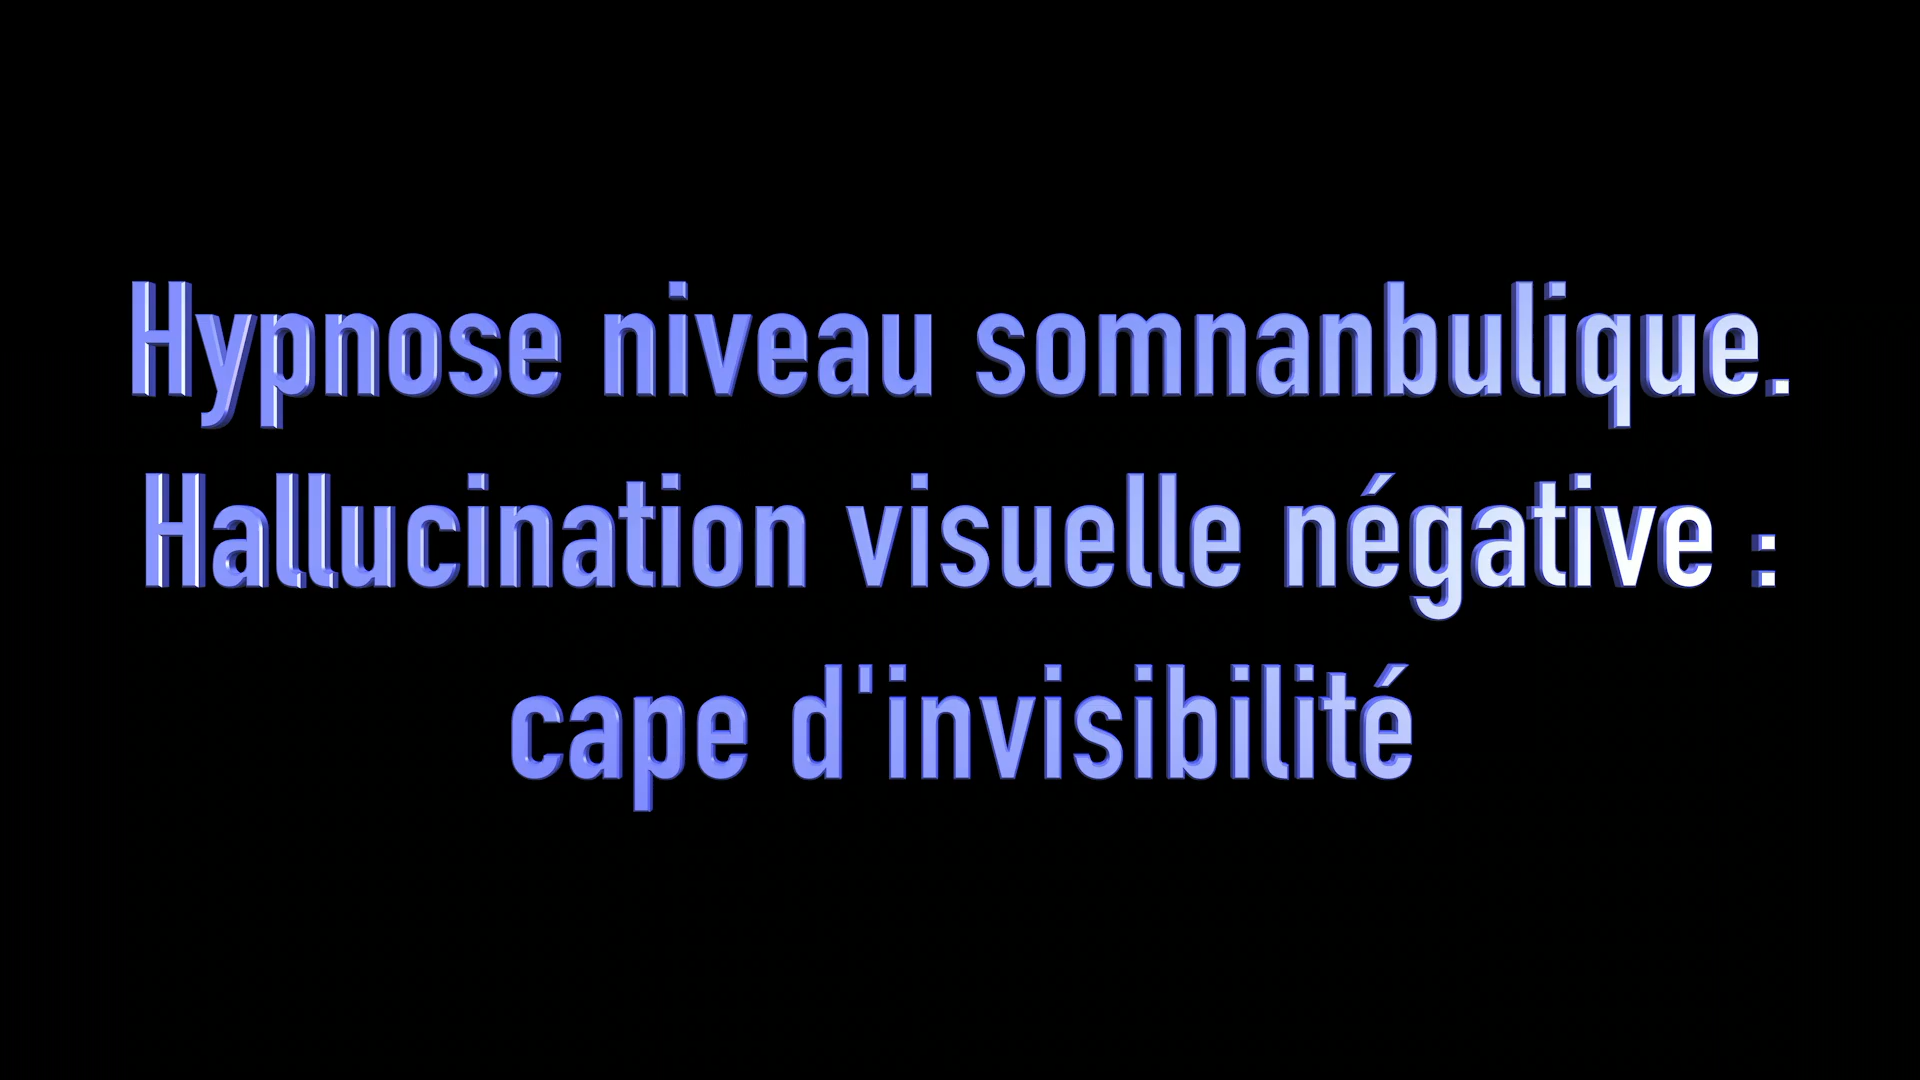 Hypnose niveau somnanbulique.
Hallucination visuelle négative :
cape d'invisibilité